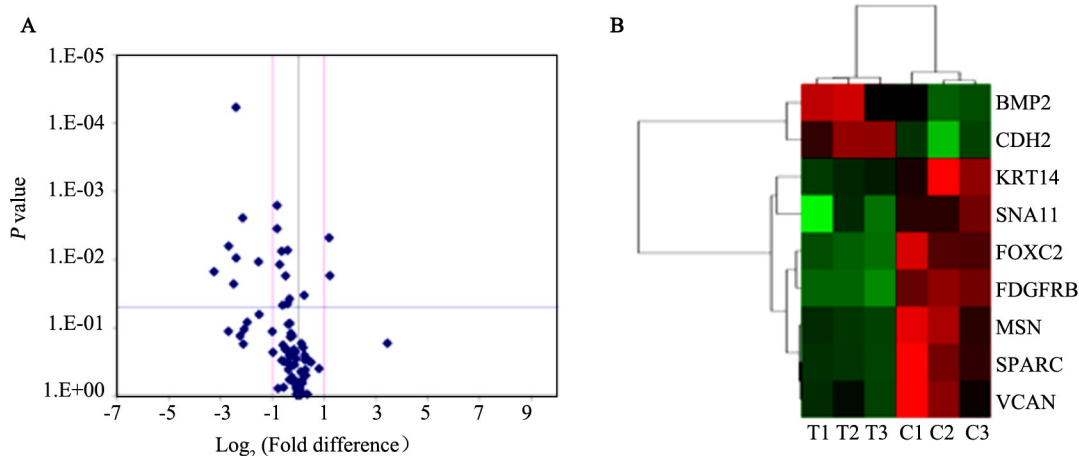 A
1.E-05
1.E-04
1.E-03
1.E-02
1.E-01
1.E+00
P value
-7 -5 -3 -1 1 3 5 7 9
Log₂ (Fold difference)
B
BMP2
CDH2
KRT14
SNA11
FOXC2
FDGFRB
MSN
SPARC
VCAN
T1 T2 T3 C1 C2 C3